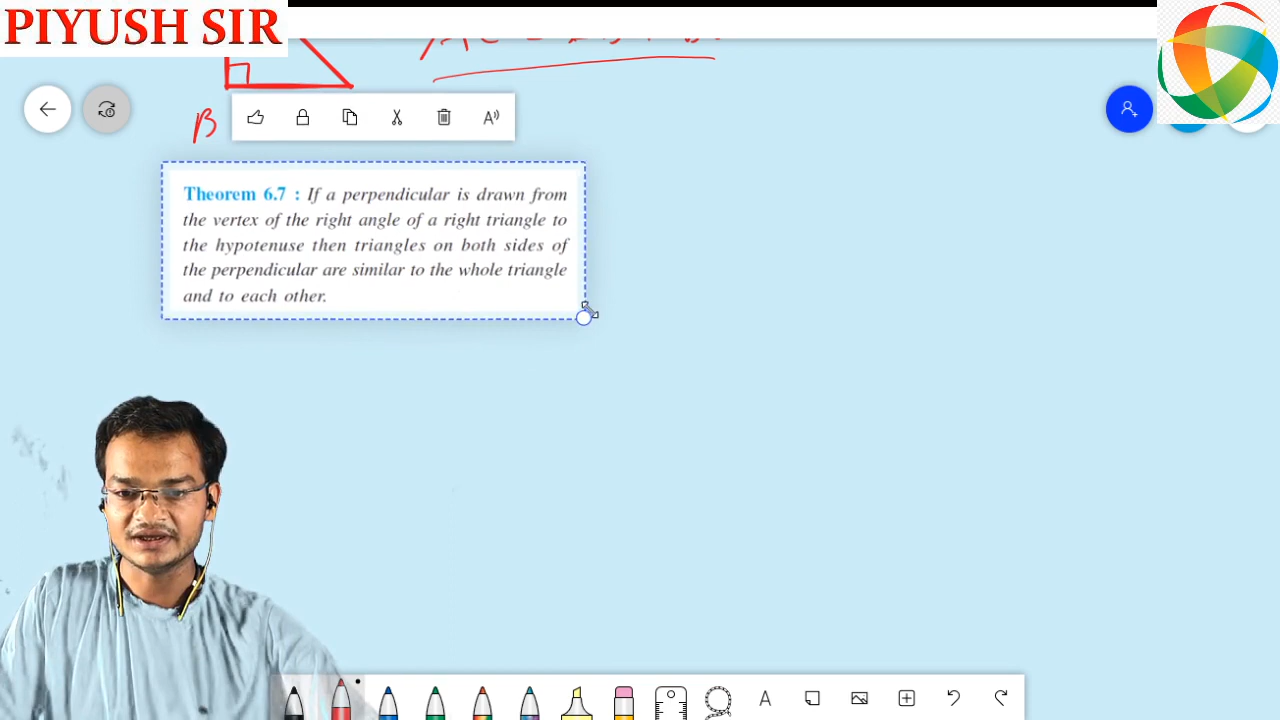 PIYUSH SIR
B
Theorem 6.7 : If a perpendicular is drawn from
the vertex of the right angle of a right triangle to
the hypotenuse then triangles on both sides of
the perpendicular are similar to the whole triangle
and to each other.
A